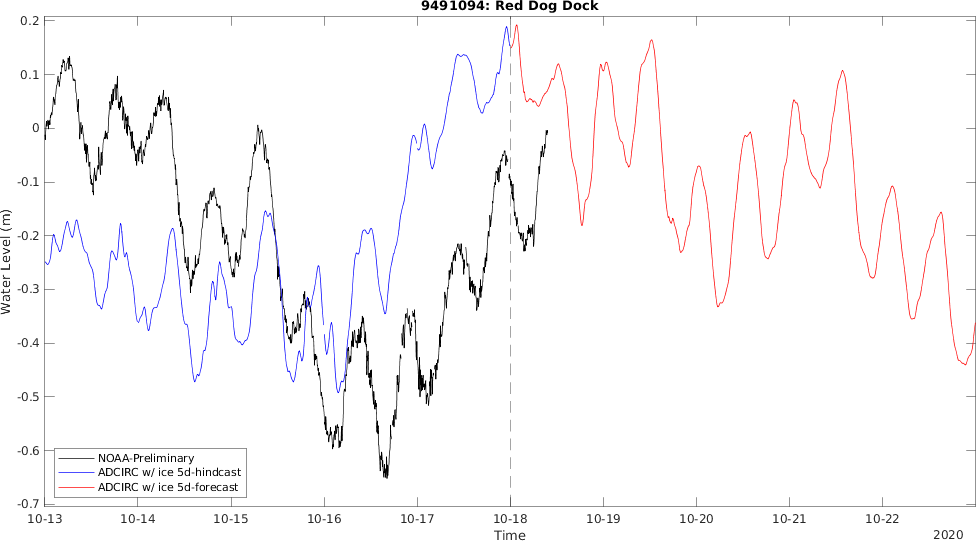 9491094: Red Dog Dock
0.2
0.1
0
-0.1
-0.2
-0.3
-0.4
-0.5
-0.6
-0.7
Water Level (m)
NOAA-Preliminary
ADCIRC w/ ice 5d-hindcast
ADCIRC w/ ice 5d-forecast
10-13 10-14 10-15 10-16 10-17 10-18 10-19 10-20 10-21 10-22
Time
2020